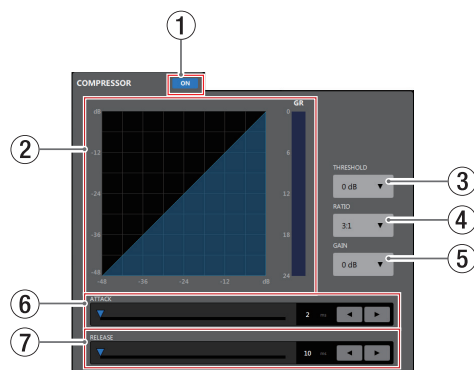 1
COMPRESSOR ON
GR
dB 0
2
-12 6
THRESHOLD
0 dB ▼ 3
-24 12
RATIO
3:1 ▼ 4
-36 18
GAIN
0 dB ▼ 5
-48 24
-48 -36 -24 -12 dB
6 ATTACK
2 ms ◀ ▶
7 RELEASE
10 ms ◀ ▶